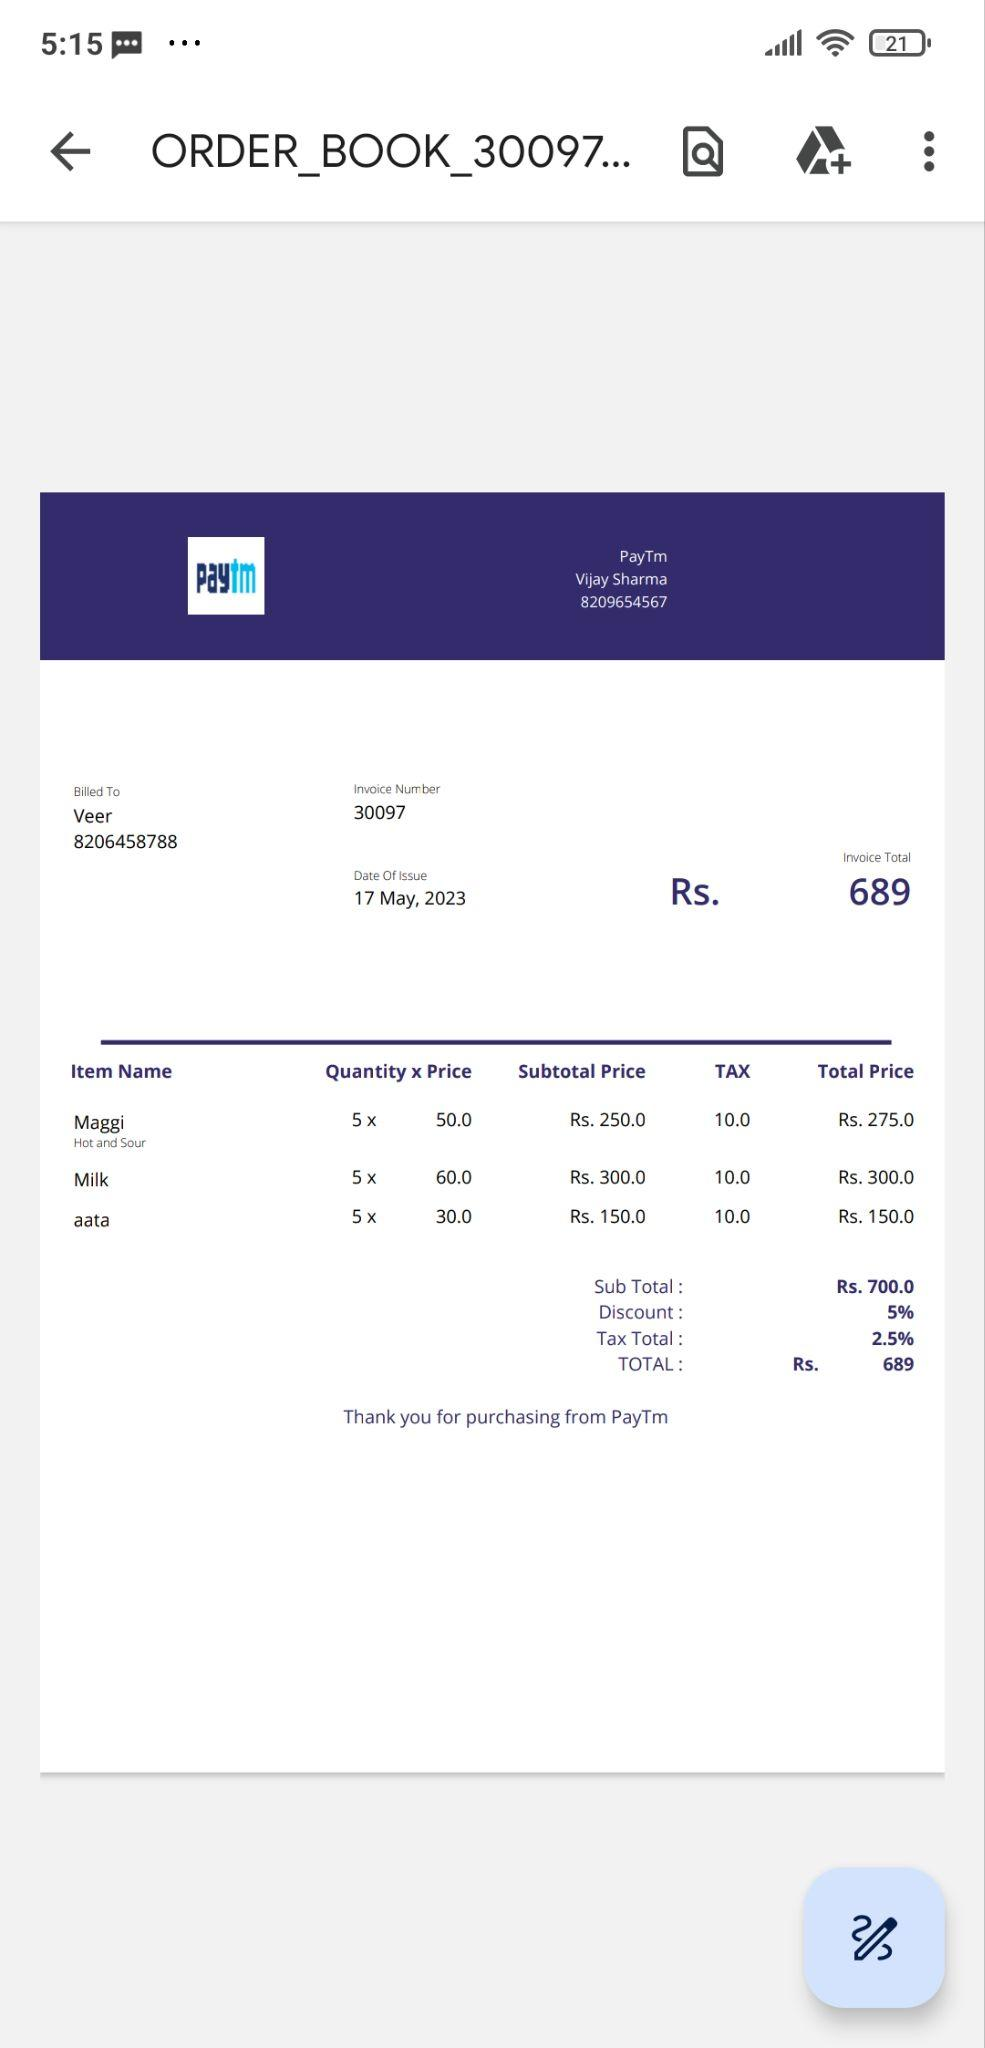 5:15 ...
21
ORDER_BOOK_30097...
paytm
PayTm
Vijay Sharma
8209654567
Billed To
Veer
8206458788
Invoice Number
30097
Date Of Issue
17 May, 2023
Invoice Total
Rs. 689
Item Name Quantity x Price Subtotal Price TAX Total Price
Maggi 5 x 50.0 Rs. 250.0 10.0 Rs. 275.0
Hot and Sour
Milk 5 x 60.0 Rs. 300.0 10.0 Rs. 300.0
aata 5 x 30.0 Rs. 150.0 10.0 Rs. 150.0
Sub Total : Rs. 700.0
Discount : 5%
Tax Total : 2.5%
TOTAL : Rs. 689
Thank you for purchasing from PayTm